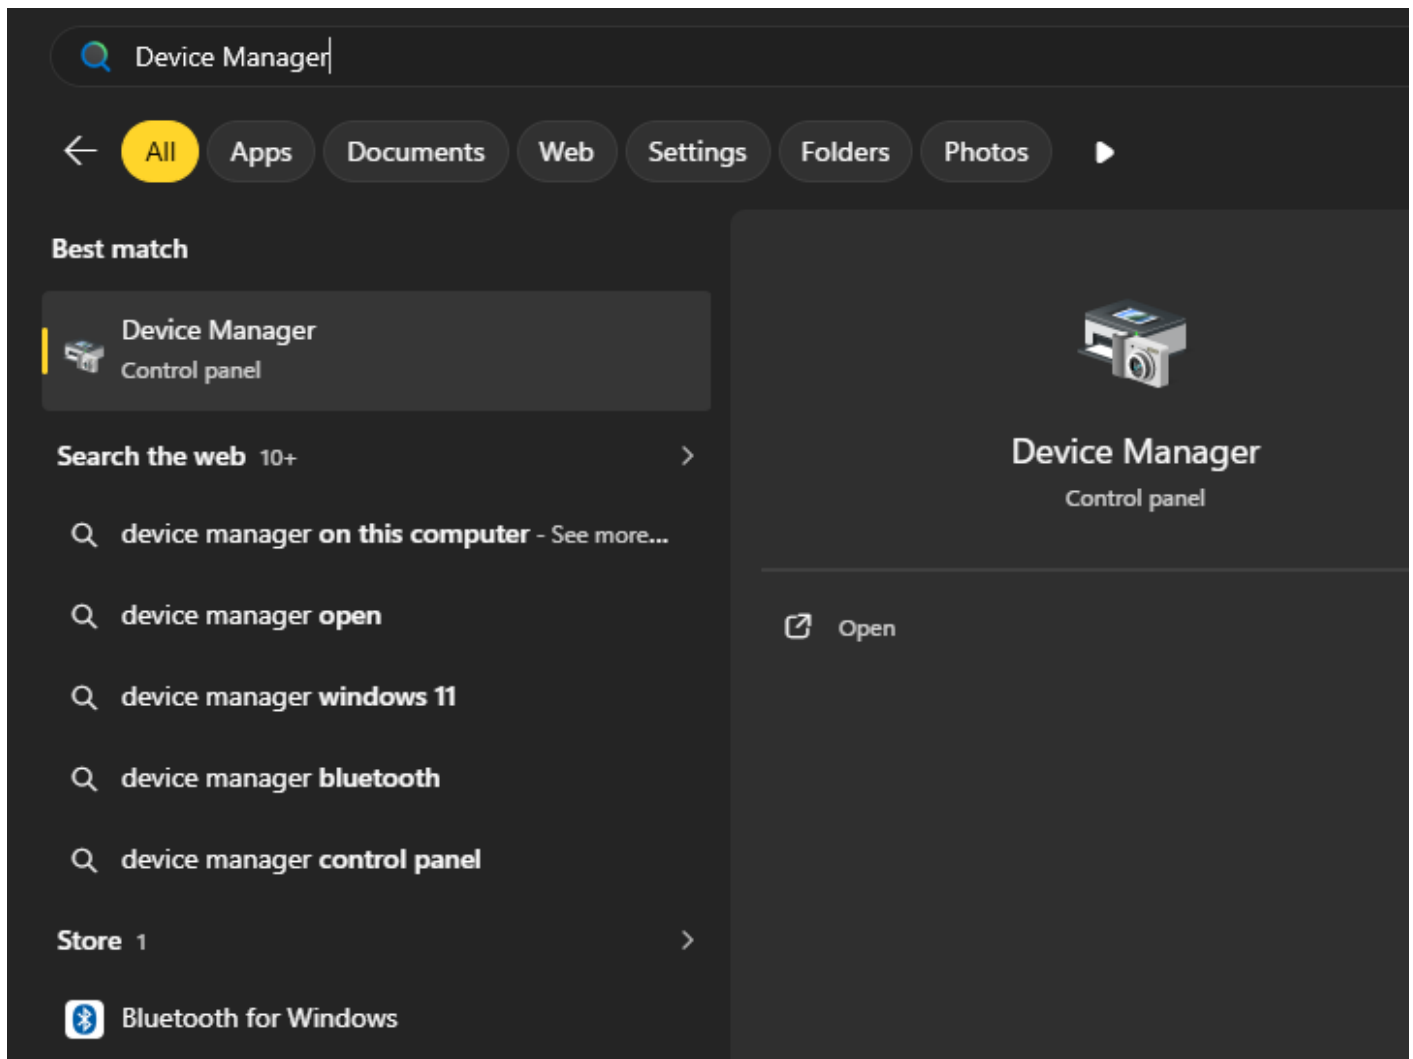 Device Manager
All Apps Documents Web Settings Folders Photos
Best match
Device Manager
Control panel
Search the web 10+
device manager on this computer - See more...
device manager open
device manager windows 11
device manager bluetooth
device manager control panel
Store 1
Bluetooth for Windows
Device Manager
Control panel
Open